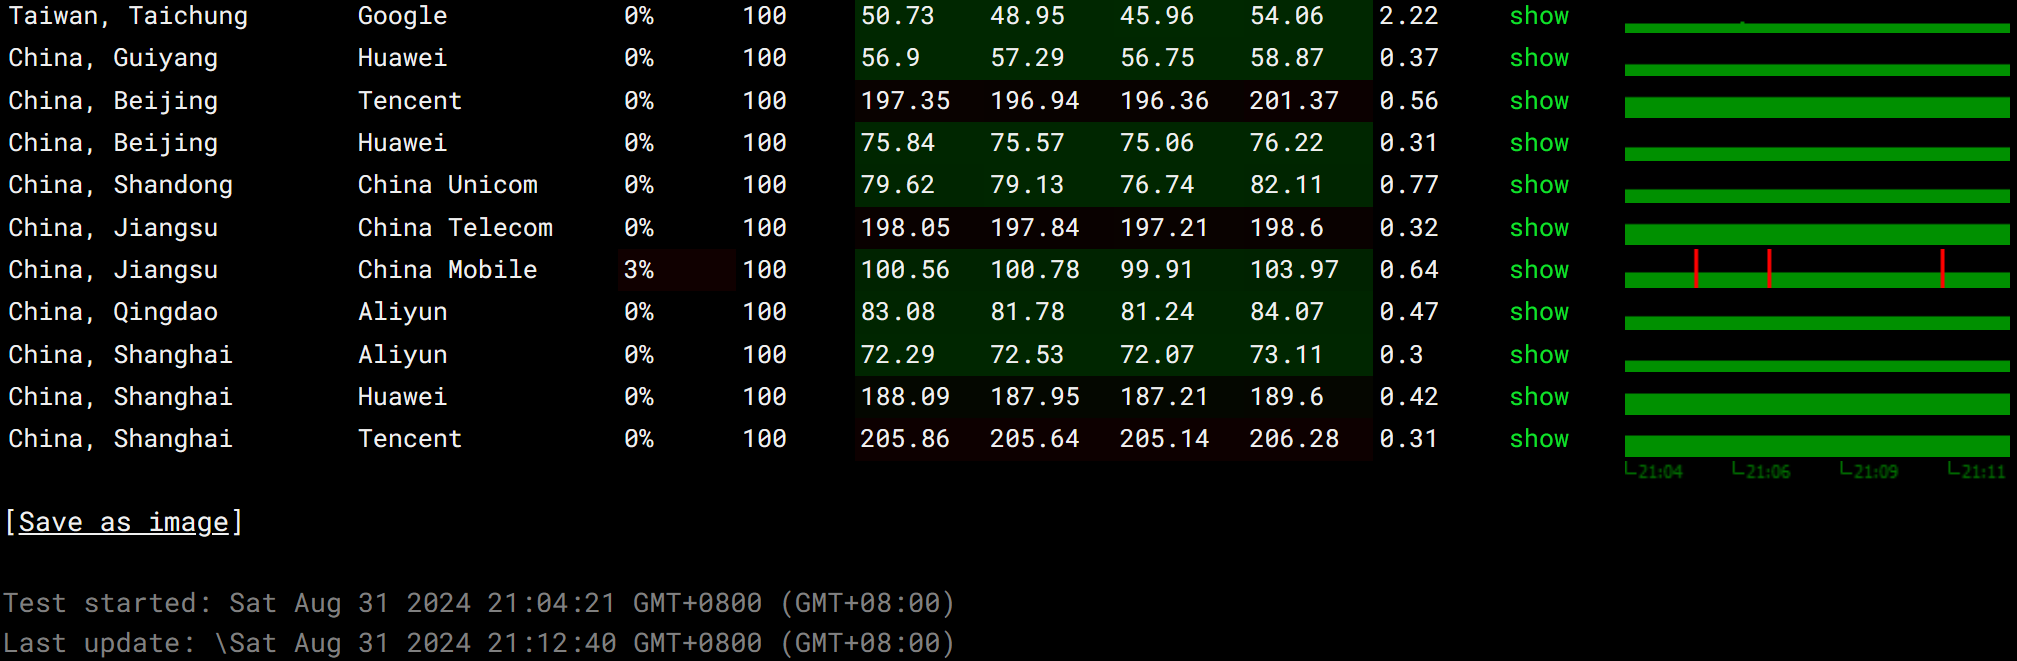 Taiwan, Taichung Google 0% 100 50.73 48.95 45.96 54.06 2.22 show
China, Guiyang Huawei 0% 100 56.9 57.29 56.75 58.87 0.37 show
China, Beijing Tencent 0% 100 197.35 196.94 196.36 201.37 0.56 show
China, Beijing Huawei 0% 100 75.84 75.57 75.06 76.22 0.31 show
China, Shandong China Unicom 0% 100 79.62 79.13 76.74 82.11 0.77 show
China, Jiangsu China Telecom 0% 100 198.05 197.84 197.21 198.6 0.32 show
China, Jiangsu China Mobile 3% 100 100.56 100.78 99.91 103.97 0.64 show
China, Qingdao Aliyun 0% 100 83.08 81.78 81.24 84.07 0.47 show
China, Shanghai Aliyun 0% 100 72.29 72.53 72.07 73.11 0.3 show
China, Shanghai Huawei 0% 100 188.09 187.95 187.21 189.6 0.42 show
China, Shanghai Tencent 0% 100 205.86 205.64 205.14 206.28 0.31 show
21:04 21:06 21:09 21:11
[Save as image]
Test started: Sat Aug 31 2024 21:04:21 GMT+0800 (GMT+08:00)
Last update: \Sat Aug 31 2024 21:12:40 GMT+0800 (GMT+08:00)